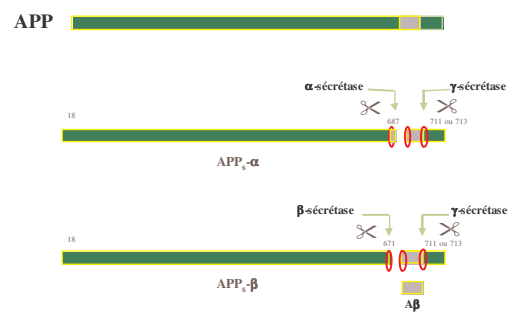 APP
α-sécrétase γ-sécrétase
18 687 711 ou 713
APPs-α
β-sécrétase γ-sécrétase
18 671 711 ou 713
APPs-β
Aβ